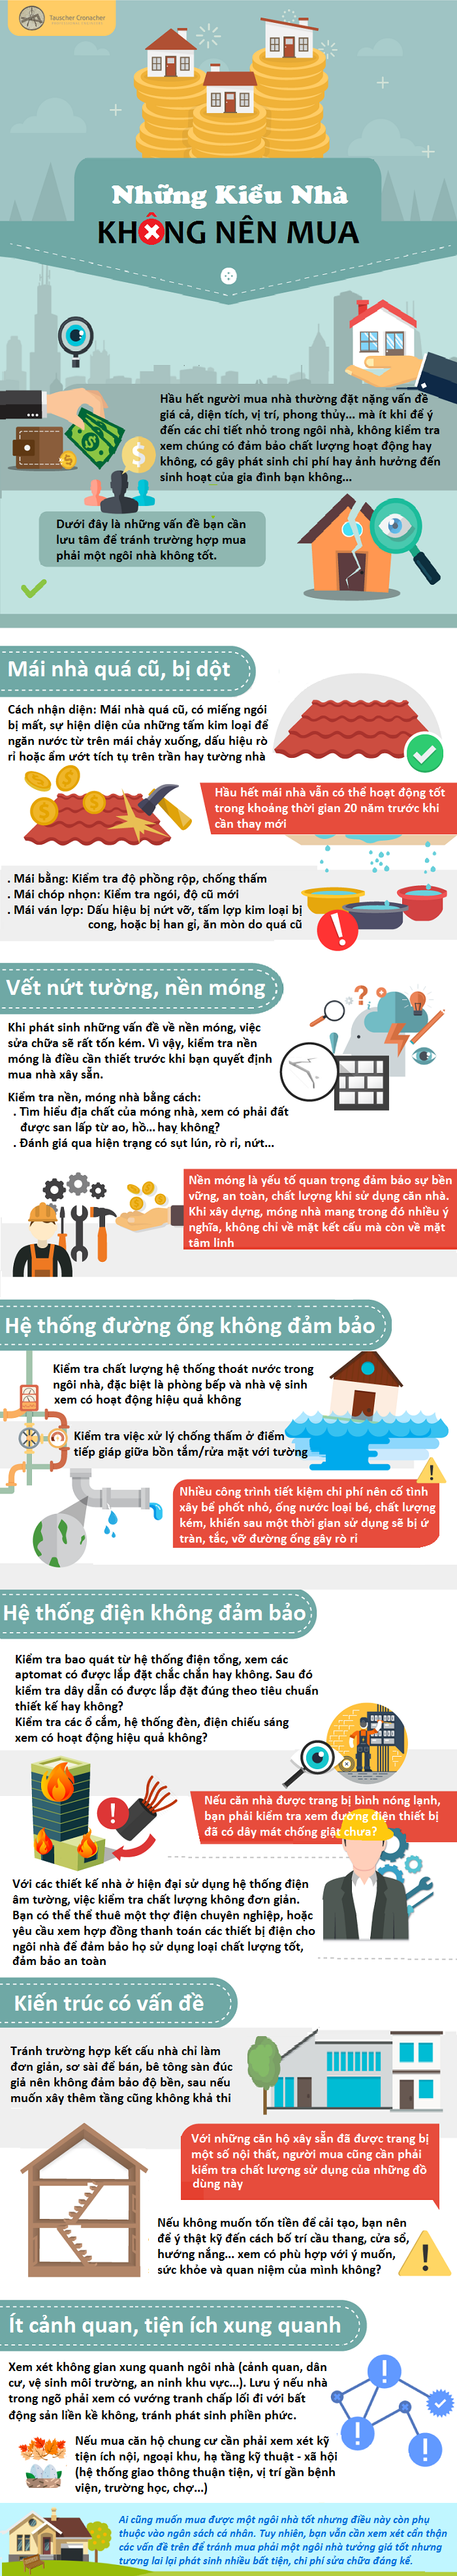 Tauscher Cronacher
Những Kiểu Nhà
KHÔNG NÊN MUA
Hầu hết người mua nhà thường đặt nặng vấn đề
giá cả, diện tích, vị trí, phong thủy... mà ít khi để ý
đến các chi tiết nhỏ trong ngôi nhà, không kiểm tra
xem chúng có đảm bảo chất lượng hoạt động hay
không, có gây phát sinh chi phí hay ảnh hưởng đến
sinh hoạt của gia đình bạn không...
Dưới đây là những vấn đề bạn cần
lưu tâm để tránh trường hợp mua
phải một ngôi nhà không tốt.
Mái nhà quá cũ, bị dột
Cách nhận diện: Mái nhà quá cũ, có miếng ngói
bị mất, sự hiện diện của những tấm kim loại để
ngăn nước từ trên mái chảy xuống, dấu hiệu rò
rỉ hoặc ẩm ướt tích tụ trên trần hay tường nhà
Hầu hết mái nhà vẫn có thể hoạt động tốt
trong khoảng thời gian 20 năm trước khi
cần thay mới
. Mái bằng: Kiểm tra độ phồng rộp, chống thấm
. Mái chóp nhọn: Kiểm tra ngói, độ cũ mới
. Mái ván lợp: Dấu hiệu bị nứt vỡ, tấm lợp kim loại bị
cong, hoặc bị han gỉ, ăn mòn do quá cũ
Vết nứt tường, nền móng
Khi phát sinh những vấn đề về nền móng, việc
sửa chữa sẽ rất tốn kém. Vì vậy, kiểm tra nền
móng là điều cần thiết trước khi bạn quyết định
mua nhà xây sẵn.
Kiểm tra nền, móng nhà bằng cách:
. Tìm hiểu địa chất của móng nhà, xem có phải đất
được san lấp từ ao, hồ... hay không?
. Đánh giá qua hiện trạng có sụt lún, rò rỉ, nứt...
Nền móng là yếu tố quan trọng đảm bảo sự bền
vững, an toàn, chất lượng khi sử dụng căn nhà.
Khi xây dựng, móng nhà mang trong đó nhiều ý
nghĩa, không chỉ về mặt kết cấu mà còn về mặt
tâm linh
Hệ thống đường ống không đảm bảo
Kiểm tra chất lượng hệ thống thoát nước trong
ngôi nhà, đặc biệt là phòng bếp và nhà vệ sinh
xem có hoạt động hiệu quả không
Kiểm tra việc xử lý chống thấm ở điểm
tiếp giáp giữa bồn tắm/rửa mặt với tường
Nhiều công trình tiết kiệm chi phí nên cố tình
xây bể phốt nhỏ, ống nước loại bé, chất lượng
kém, khiến sau một thời gian sử dụng sẽ bị ứ
tràn, tắc, vỡ đường ống gây rò rỉ
Hệ thống điện không đảm bảo
Kiểm tra bao quát từ hệ thống điện tổng, xem các
aptomat có được lắp đặt chắc chắn hay không. Sau đó
kiểm tra dây dẫn có được lắp đặt đúng theo tiêu chuẩn
thiết kế hay không?
Kiểm tra các ổ cắm, hệ thống đèn, điện chiếu sáng
xem có hoạt động hiệu quả không?
Nếu căn nhà được trang bị bình nóng lạnh,
bạn phải kiểm tra xem đường điện thiết bị
đã có dây mát chống giật chưa?
Với các thiết kế nhà ở hiện đại sử dụng hệ thống điện
âm tường, việc kiểm tra chất lượng không đơn giản.
Bạn có thể thể thuê một thợ điện chuyên nghiệp, hoặc
yêu cầu xem hợp đồng thanh toán các thiết bị điện cho
ngôi nhà để đảm bảo họ sử dụng loại chất lượng tốt,
đảm bảo an toàn
Kiến trúc có vấn đề
Tránh trường hợp kết cấu nhà chỉ làm
đơn giản, sơ sài để bán, bê tông sàn đúc
giả nên không đảm bảo độ bền, sau nếu
muốn xây thêm tầng cũng không khả thi
Với những căn hộ xây sẵn đã được trang bị
một số nội thất, người mua cũng cần phải
kiểm tra chất lượng sử dụng của những đồ
dùng này
Nếu không muốn tốn tiền để cải tạo, bạn nên
để ý thật kỹ đến cách bố trí cầu thang, cửa sổ,
hướng nắng... xem có phù hợp với ý muốn,
sức khỏe và quan niệm của mình không?
Ít cảnh quan, tiện ích xung quanh
Xem xét không gian xung quanh ngôi nhà (cảnh quan, dân
cư, vệ sinh môi trường, an ninh khu vực...). Lưu ý nếu nhà
trong ngõ phải xem có vướng tranh chấp lối đi với bất
động sản liền kề không, tránh phát sinh phiền phức.
Nếu mua căn hộ chung cư cần phải xem xét kỹ
tiện ích nội, ngoại khu, hạ tầng kỹ thuật - xã hội
(hệ thống giao thông thuận tiện, vị trí gần bệnh
viện, trường học, chợ...)
Ai cũng muốn mua được một ngôi nhà tốt nhưng điều này còn phụ
thuộc vào ngân sách cá nhân. Tuy nhiên, bạn vẫn cần xem xét cẩn thận
các vấn đề trên để tránh mua phải một ngôi nhà tưởng giá tốt nhưng
tương lai lại phát sinh nhiều bất tiện, chi phí sửa chữa đáng kể.